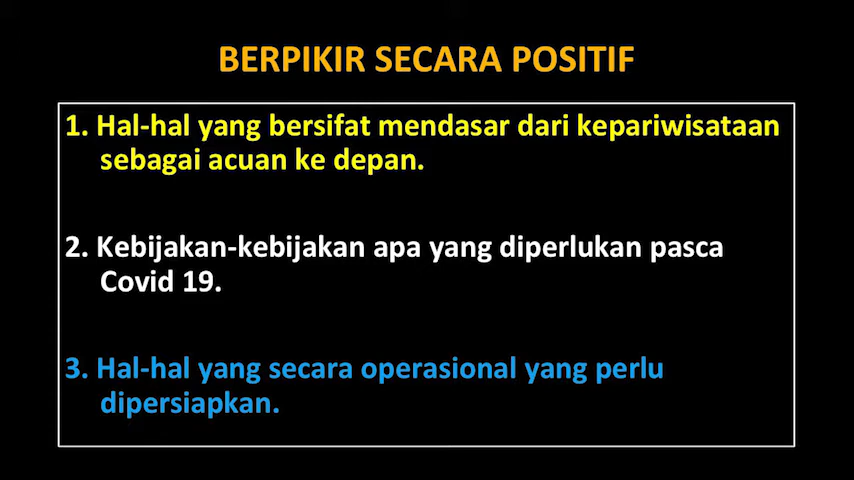 BERPIKIR SECARA POSITIF
1. Hal-hal yang bersifat mendasar dari kepariwisataan
sebagai acuan ke depan.
2. Kebijakan-kebijakan apa yang diperlukan pasca
Covid 19.
3. Hal-hal yang secara operasional yang perlu
dipersiapkan.